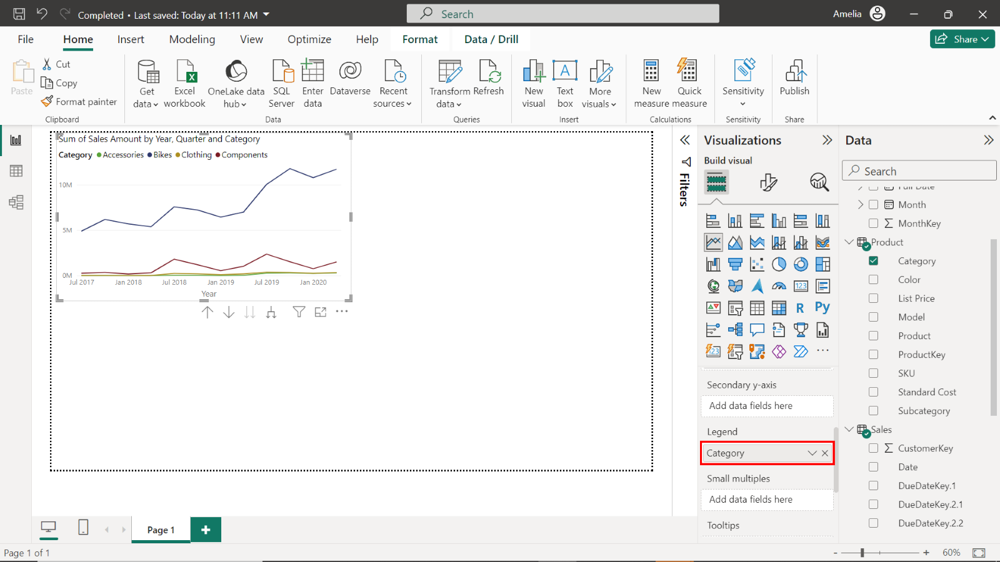 Completed • Last saved: Today at 11:11 AM
Search
Amelia
File
Home
Insert
Modeling
View
Optimize
Help
Format
Data / Drill
Share
Paste
Cut
Copy
Format painter
Clipboard
Get data
Excel workbook
OneLake data hub
SQL Server
Enter data
Dataverse
Recent sources
Data
Transform data
Refresh
Queries
New visual
Text box
More visuals
Insert
New measure
Quick measure
Calculations
Sensitivity
Sensitivity
Publish
Share
Sum of Sales Amount by Year, Quarter and Category
Category Accessories Bikes Clothing Components
10M
5M
0M
Jul 2017 Jan 2018 Jul 2018 Jan 2019 Jul 2019 Jan 2020
Year
Filters
Visualizations
Build visual
123
R
Py
123
Secondary y-axis
Add data fields here
Legend
Category
Small multiples
Add data fields here
Tooltips
Data
Search
Full Date
Month
MonthKey
Product
Category
Color
List Price
Model
Product
ProductKey
SKU
Standard Cost
Subcategory
Sales
CustomerKey
Date
DueDateKey.1
DueDateKey.2.1
DueDateKey.2.2
Page 1
Page 1 of 1
- + 60%